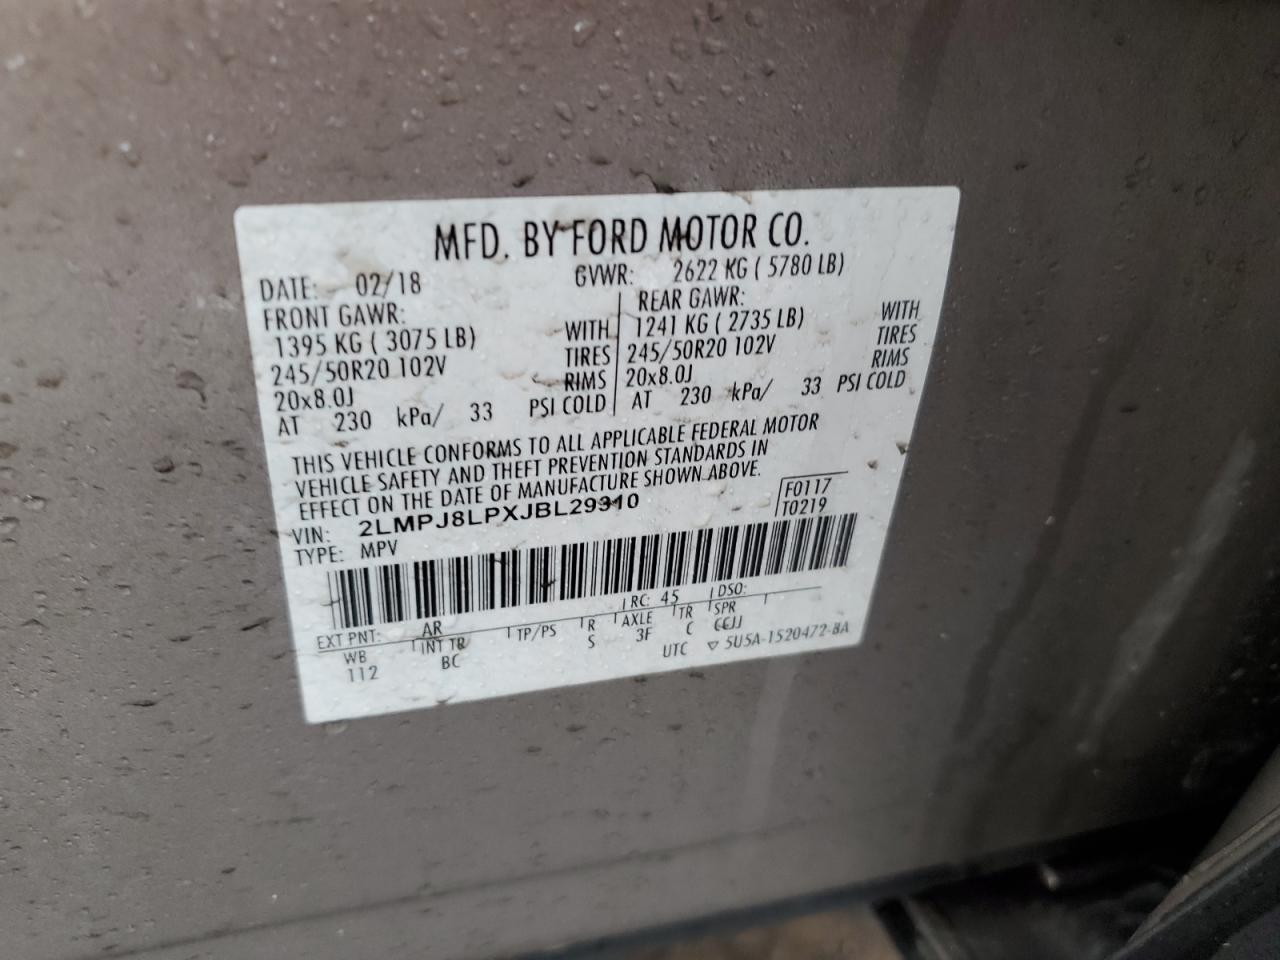 MFD. BY FORD MOTOR CO.
DATE: 02/18 GVWR: 2622 KG ( 5780 LB)
FRONT GAWR: REAR GAWR:
1395 KG ( 3075 LB) WITH 1241 KG ( 2735 LB) WITH
245/50R20 102V TIRES 245/50R20 102V TIRES
20x8.0J RIMS 20x8.0J RIMS
AT 230 kPa/ 33 PSI COLD AT 230 kPa/ 33 PSI COLD
THIS VEHICLE CONFORMS TO ALL APPLICABLE FEDERAL MOTOR
VEHICLE SAFETY AND THEFT PREVENTION STANDARDS IN
EFFECT ON THE DATE OF MANUFACTURE SHOWN ABOVE.
VIN: 2LMPJ8LPXJBL29310 F0117
TYPE: MPV T0219
EXT PNT: AR RC: 45 DSO:
WB INT TR TP/PS R AXLE TR SPR
112 BC S 3F C CCJJ
UTC ▽ 5U5A-1520472-BA